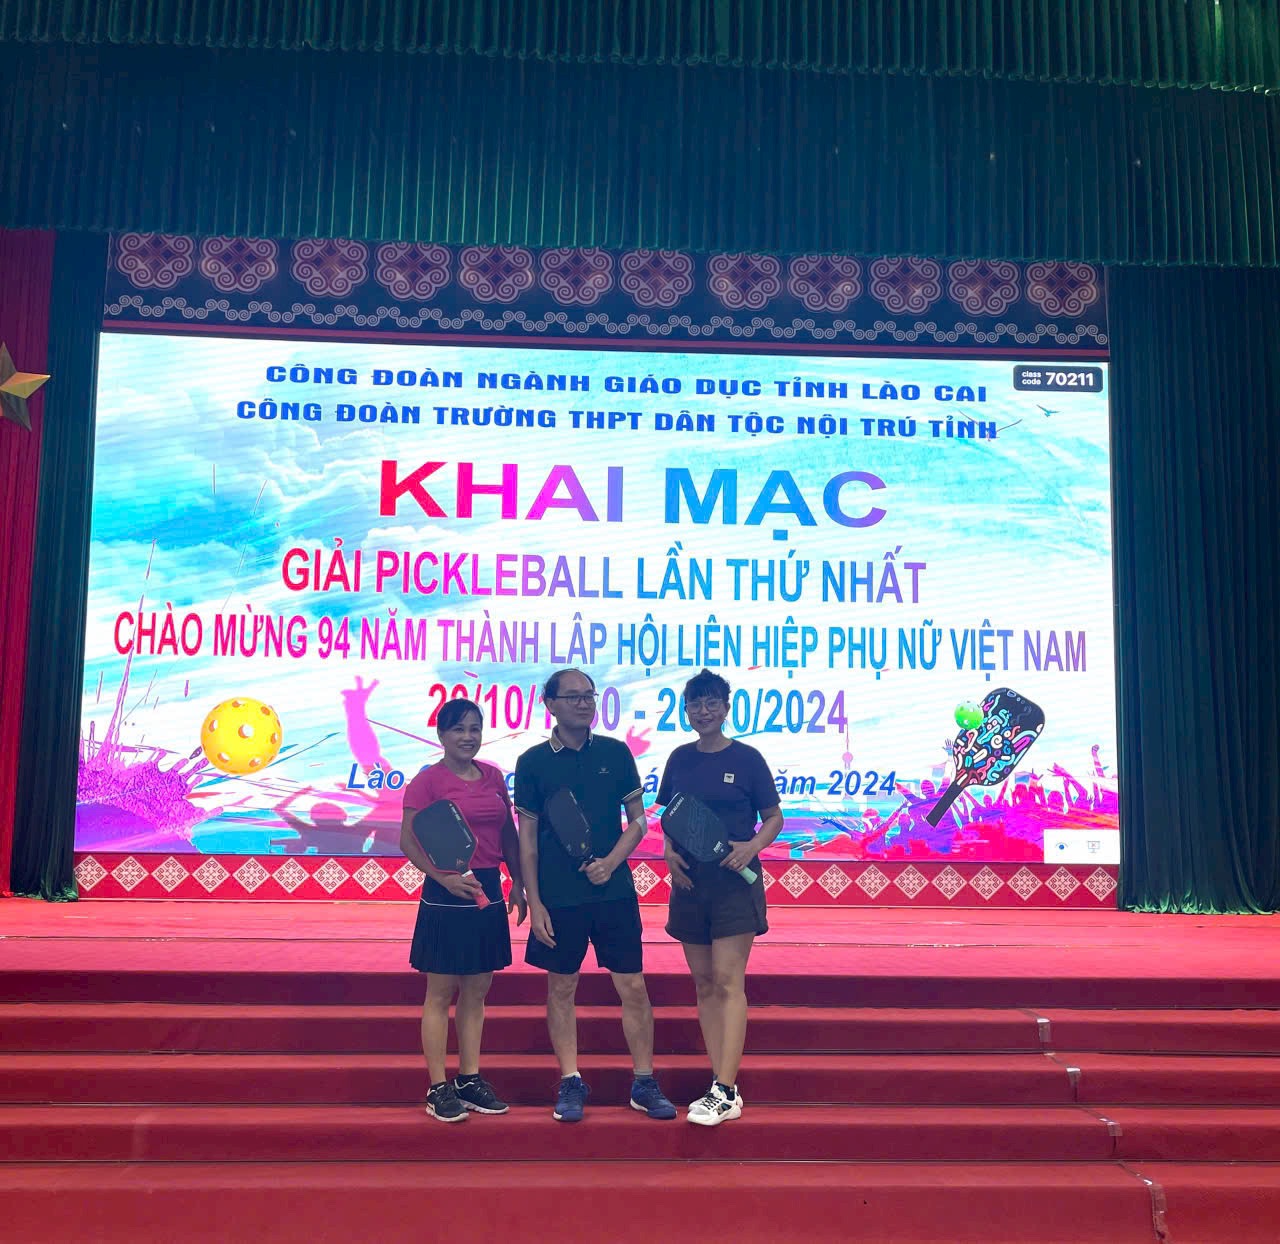 CÔNG ĐOÀN NGÀNH GIÁO DỤC TỈNH LÀO CAI
class code 70211
CÔNG ĐOÀN TRƯỜNG THPT DÂN TỘC NỘI TRÚ TỈNH
KHAI MẠC
GIẢI PICKLEBALL LẦN THỨ NHẤT
CHÀO MỪNG 94 NĂM THÀNH LẬP HỘI LIÊN HIỆP PHỤ NỮ VIỆT NAM
/10/ - /2024
Lào năm 2024